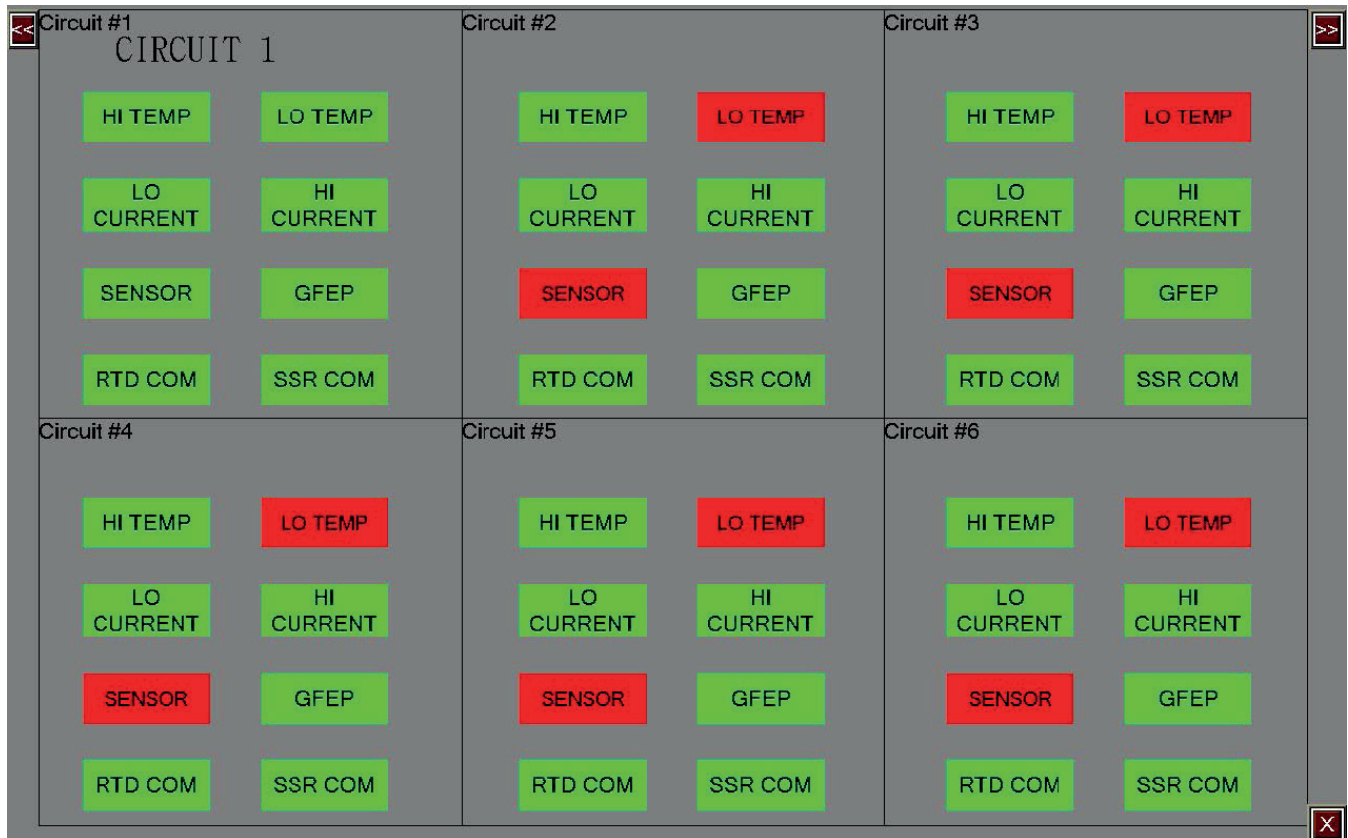 << Circuit #1 Circuit #2 Circuit #3 >>
CIRCUIT 1
HI TEMP LO TEMP HI TEMP LO TEMP HI TEMP LO TEMP
LO HI LO HI LO HI
CURRENT CURRENT CURRENT CURRENT CURRENT CURRENT
SENSOR GFEP SENSOR GFEP SENSOR GFEP
RTD COM SSR COM RTD COM SSR COM RTD COM SSR COM
Circuit #4 Circuit #5 Circuit #6
HI TEMP LO TEMP HI TEMP LO TEMP HI TEMP LO TEMP
LO HI LO HI LO HI
CURRENT CURRENT CURRENT CURRENT CURRENT CURRENT
SENSOR GFEP SENSOR GFEP SENSOR GFEP
RTD COM SSR COM RTD COM SSR COM RTD COM SSR COM
X